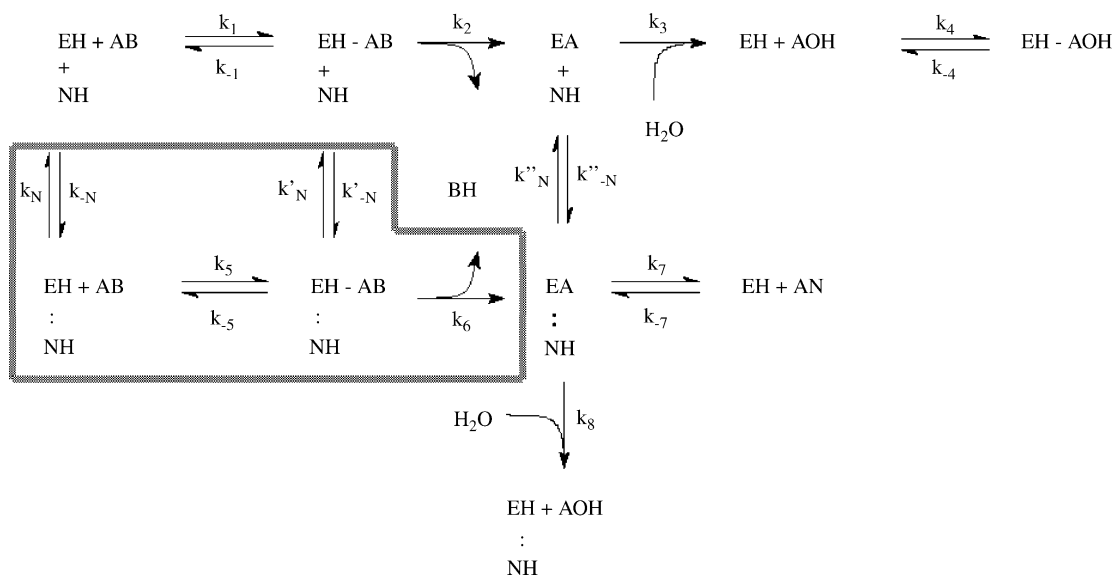 k1 k2 k3 k4
EH + AB EH - AB EA EH + AOH EH - AOH
k-1 k-4
+ + +
NH NH NH
H2O
kN k-N k'N k'-N BH k''N k''-N
k5 k7
EH + AB EH - AB EA EH + AN
k-5 k6 k-7
: : :
NH NH NH
H2O k8
EH + AOH
:
NH